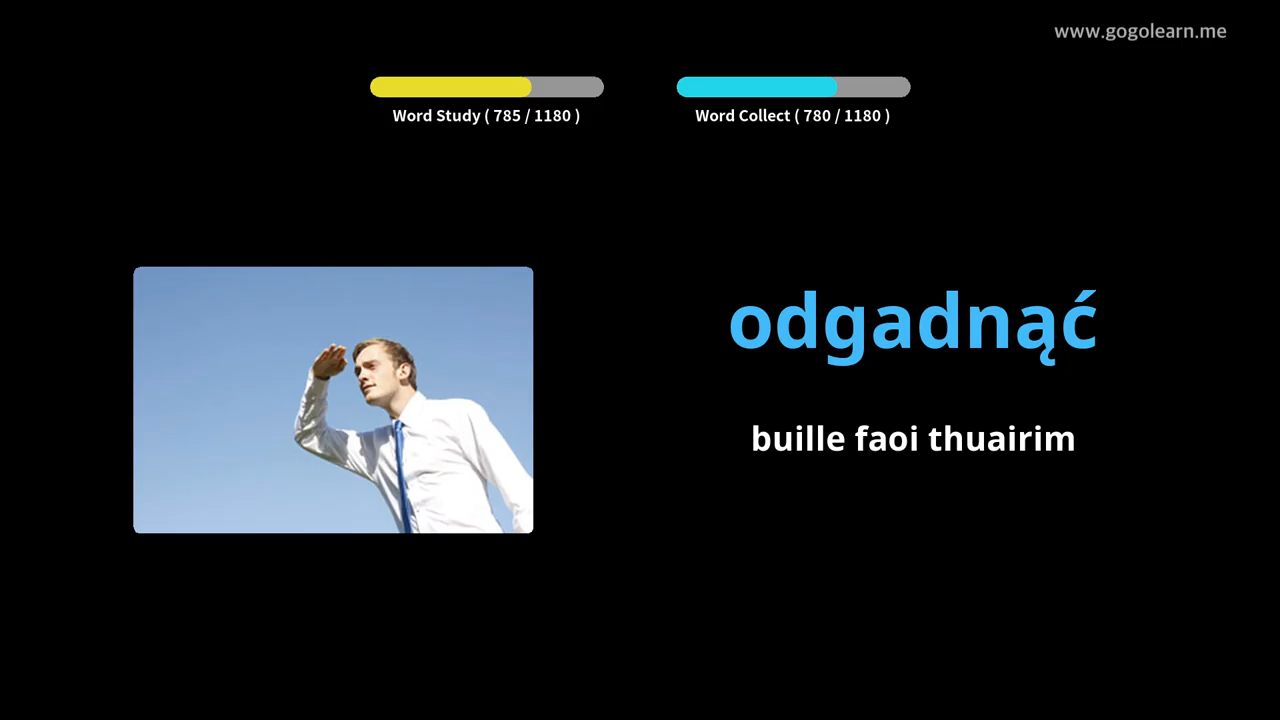 www.gogolearn.me
Word Study ( 785 / 1180 )
Word Collect ( 780 / 1180 )
odgadnąć
buille faoi thuairim